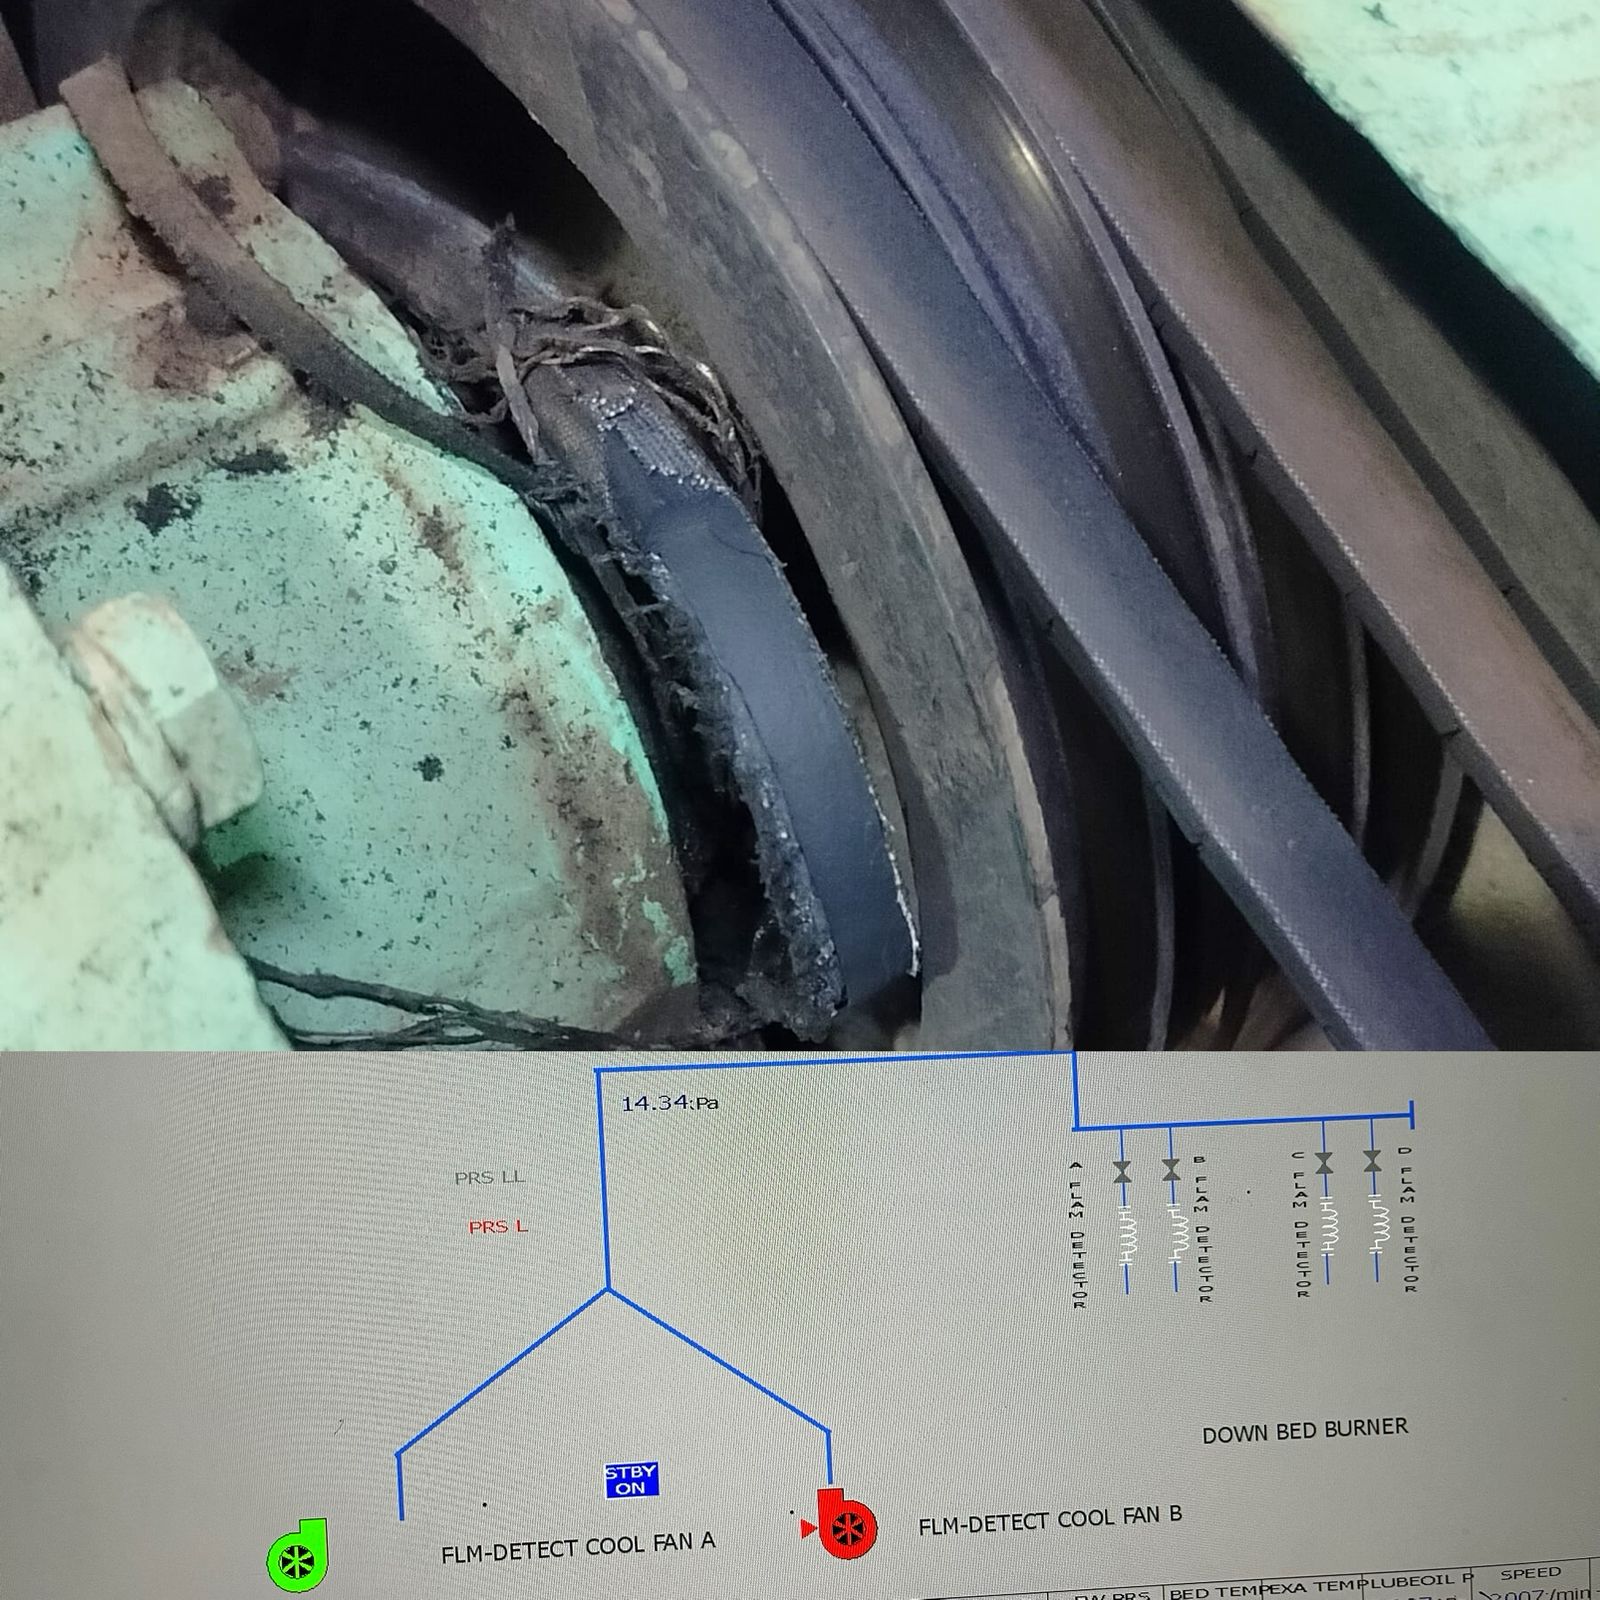 14.34:Pa
PRS LL
PRS L
A FLAM DETECTOR
B FLAM DETECTOR
C FLAM DETECTOR
D FLAM DETECTOR
DOWN BED BURNER
STBY
ON
FLM-DETECT COOL FAN A
FLM-DETECT COOL FAN B
PRS
BED TEMP
EXA TEMP
LUBEOIL P
SPEED